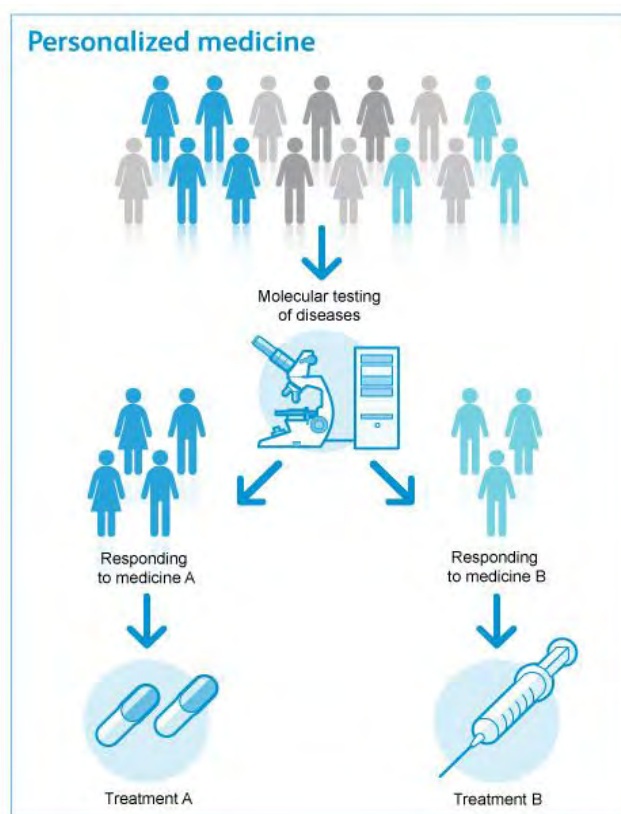 Personalized medicine
Molecular testing
of diseases
Responding
to medicine A
Responding
to medicine B
Treatment A
Treatment B